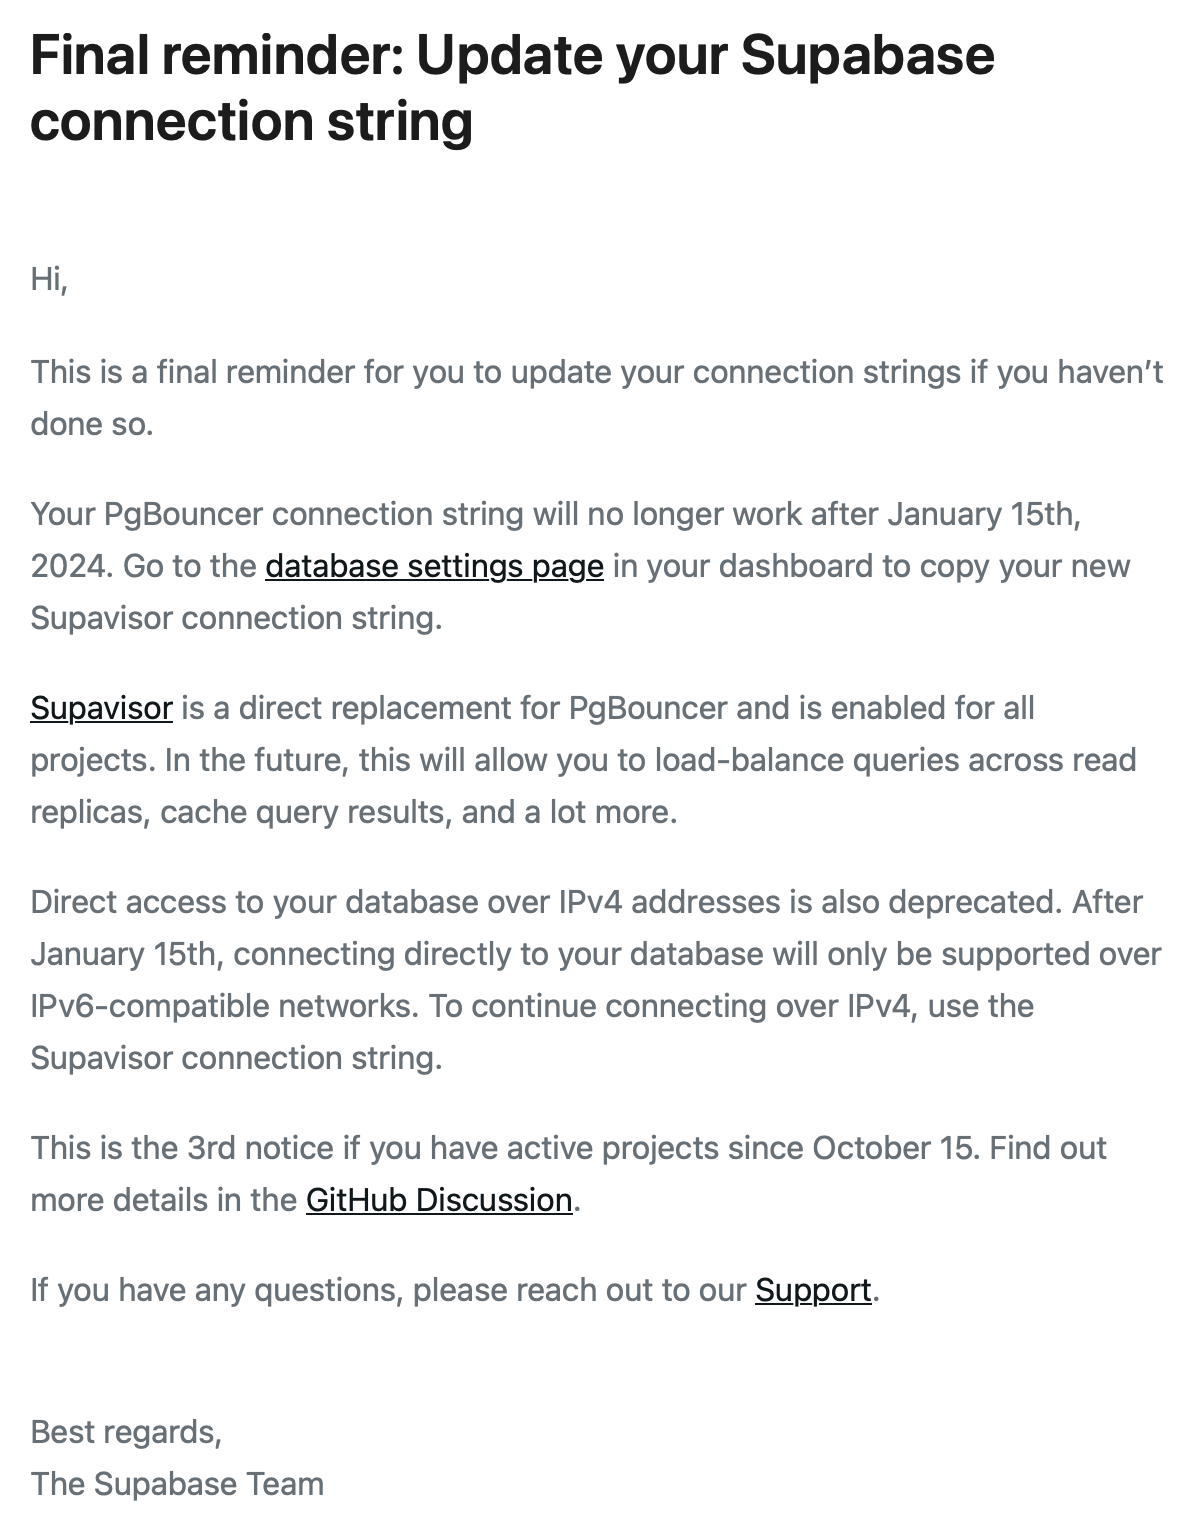 Final reminder: Update your Supabase
connection string
Hi,
This is a final reminder for you to update your connection strings if you haven’t
done so.
Your PgBouncer connection string will no longer work after January 15th,
2024. Go to the database settings page in your dashboard to copy your new
Supavisor connection string.
Supavisor is a direct replacement for PgBouncer and is enabled for all
projects. In the future, this will allow you to load-balance queries across read
replicas, cache query results, and a lot more.
Direct access to your database over IPv4 addresses is also deprecated. After
January 15th, connecting directly to your database will only be supported over
IPv6-compatible networks. To continue connecting over IPv4, use the
Supavisor connection string.
This is the 3rd notice if you have active projects since October 15. Find out
more details in the GitHub Discussion.
If you have any questions, please reach out to our Support.
Best regards,
The Supabase Team